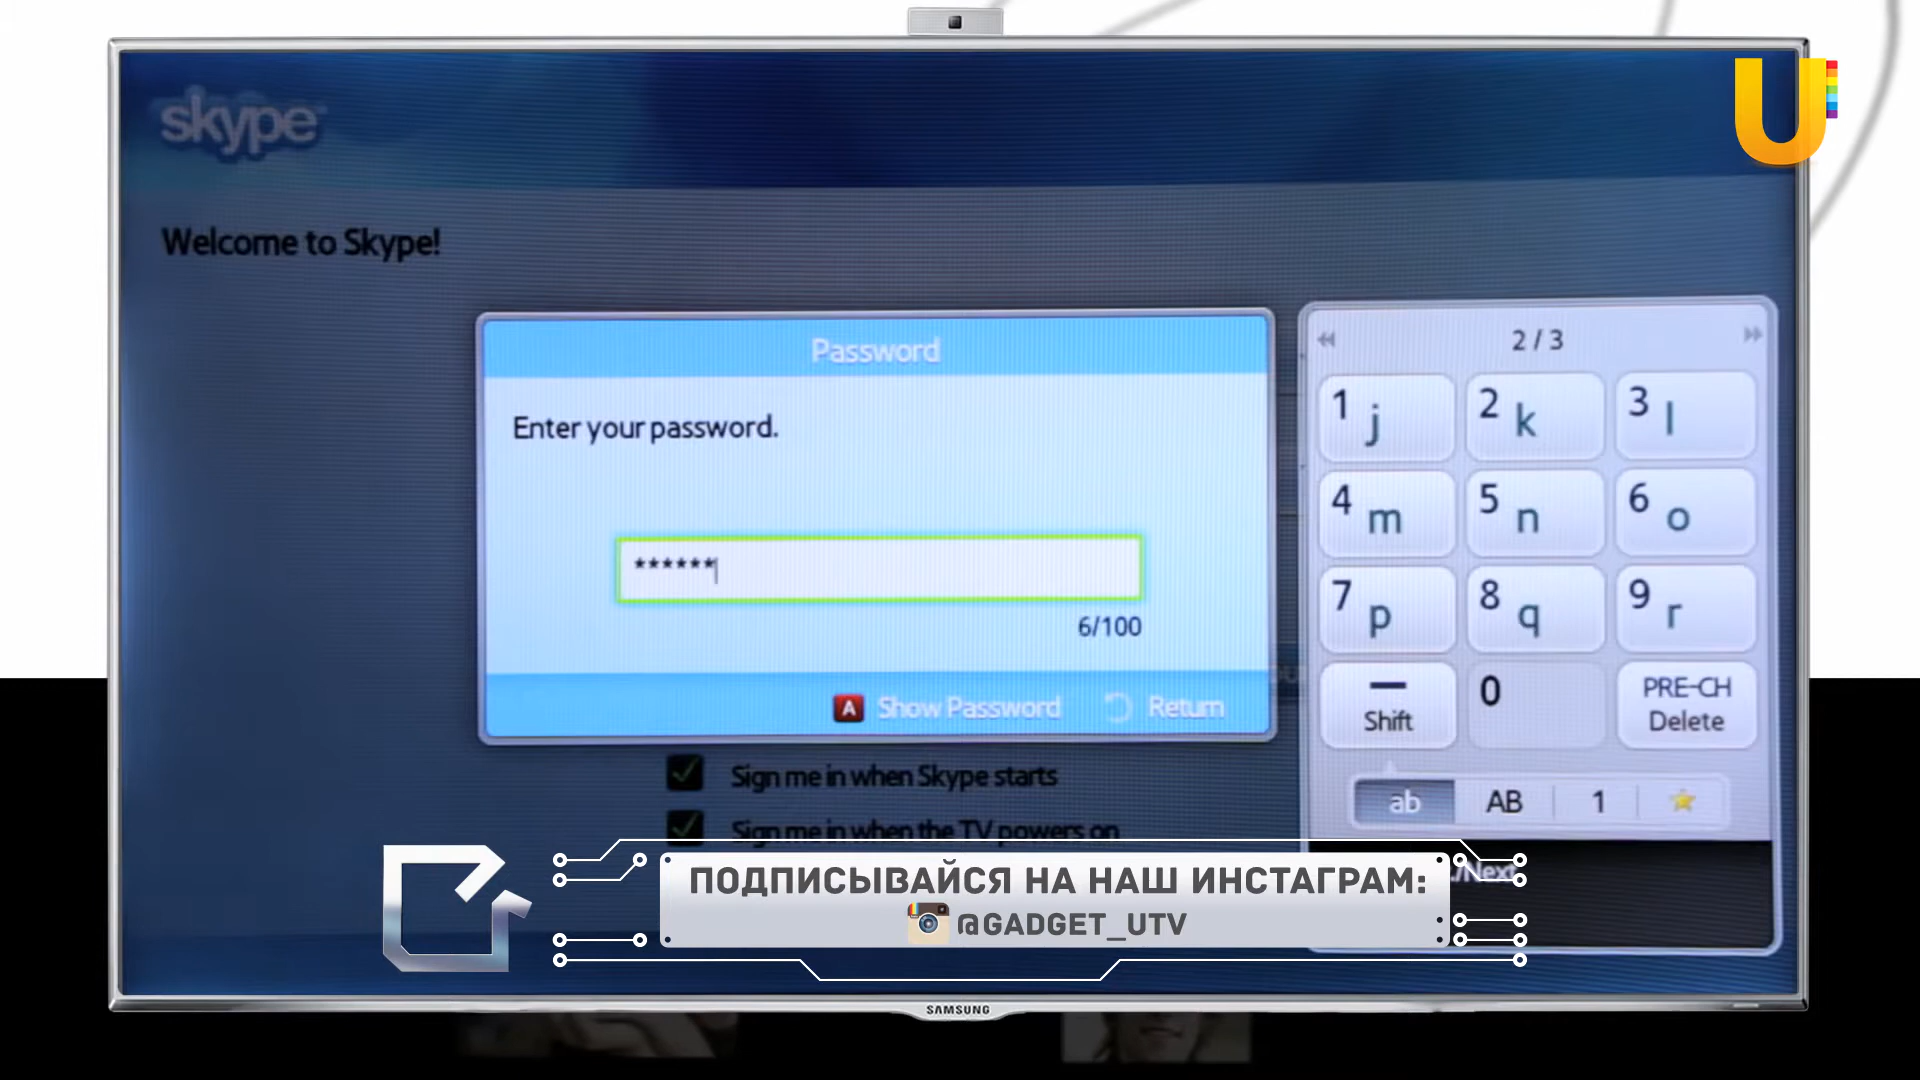 skype
U
Welcome to Skype!
Password
Enter your password.
******
6/100
A Show Password Return
2 / 3
1 j
2 k
3 l
4 m
5 n
6 o
7 p
8 q
9 r
Shift
0
PRE-CH
Delete
ab AB 1
Sign me in when Skype starts
Sign me in when the TV powers on
./Next
ПОДПИСЫВАЙСЯ НА НАШ ИНСТАГРАМ:
@GADGET_UTV
SAMSUNG